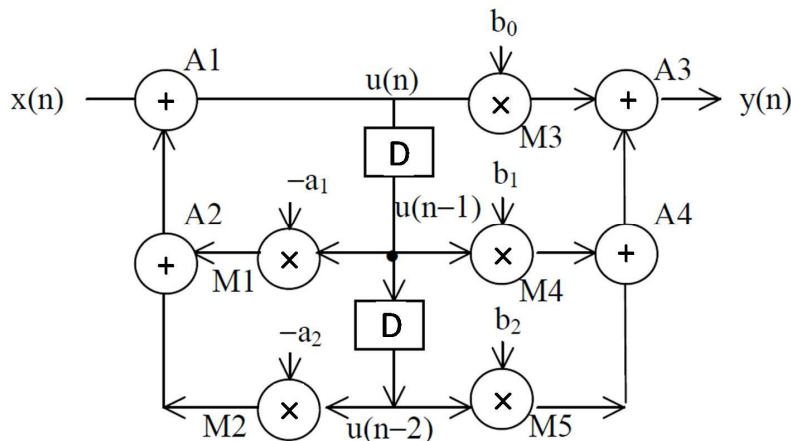 b₀
A1
u(n)
A3
x(n)
+
×
+
y(n)
M3
D
−a₁
b₁
A2
u(n−1)
A4
+
×
×
+
M1
M4
D
−a₂
b₂
M2
×
u(n−2)
×
M5